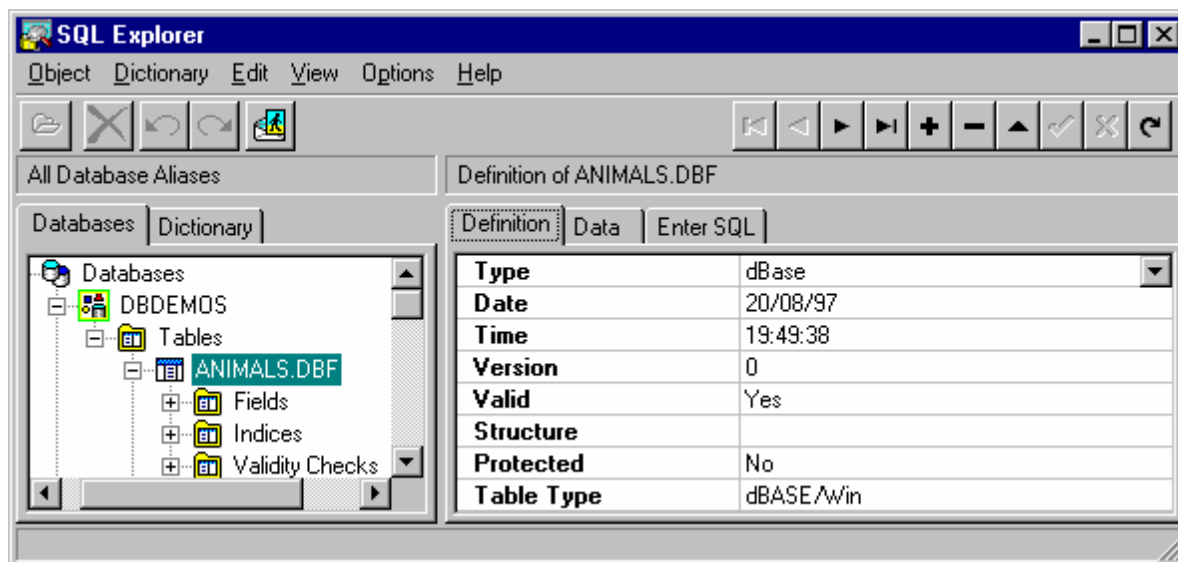 SQL Explorer
Object Dictionary Edit View Options Help
All Database Aliases
Definition of ANIMALS.DBF
Databases Dictionary
Definition Data Enter SQL
Databases
DBDEMOS
Tables
ANIMALS.DBF
Fields
Indices
Validity Checks
Type dBase
Date 20/08/97
Time 19:49:38
Version 0
Valid Yes
Structure
Protected No
Table Type dBASE/Win